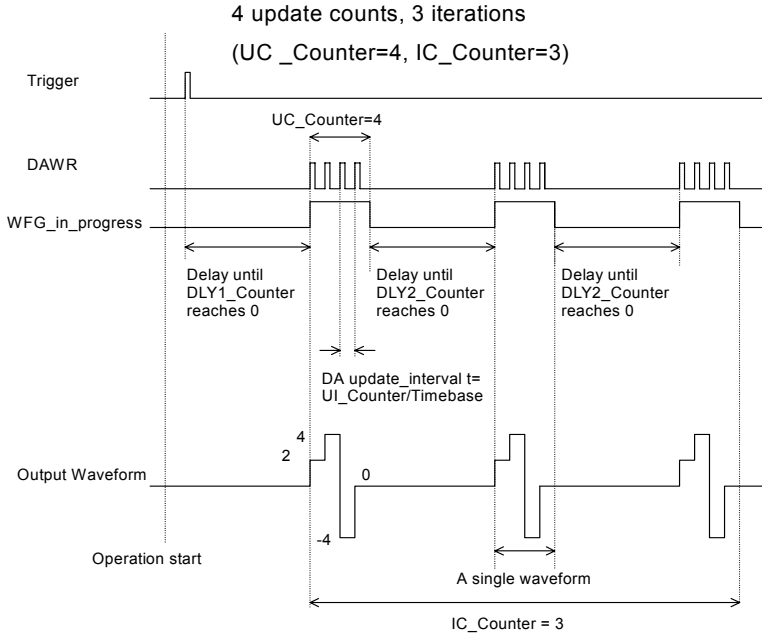 4 update counts, 3 iterations
(UC _Counter=4, IC_Counter=3)
Trigger
UC_Counter=4
DAWR
WFG_in_progress
Delay until
DLY1_Counter
reaches 0
Delay until
DLY2_Counter
reaches 0
Delay until
DLY2_Counter
reaches 0
DA update_interval t=
UI_Counter/Timebase
4
2
Output Waveform
0
-4
Operation start
A single waveform
IC_Counter = 3